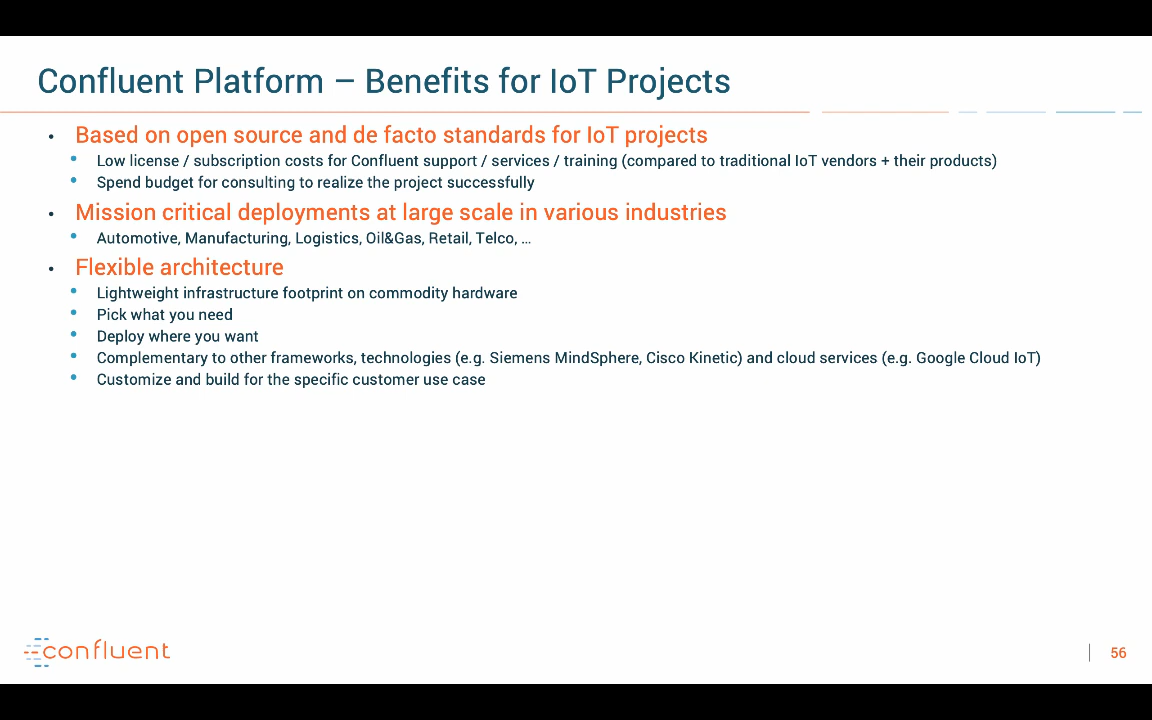 Confluent Platform – Benefits for IoT Projects
• Based on open source and de facto standards for IoT projects
• Low license / subscription costs for Confluent support / services / training (compared to traditional IoT vendors + their products)
• Spend budget for consulting to realize the project successfully
• Mission critical deployments at large scale in various industries
• Automotive, Manufacturing, Logistics, Oil&Gas, Retail, Telco, ...
• Flexible architecture
• Lightweight infrastructure footprint on commodity hardware
• Pick what you need
• Deploy where you want
• Complementary to other frameworks, technologies (e.g. Siemens MindSphere, Cisco Kinetic) and cloud services (e.g. Google Cloud IoT)
• Customize and build for the specific customer use case
confluent
56